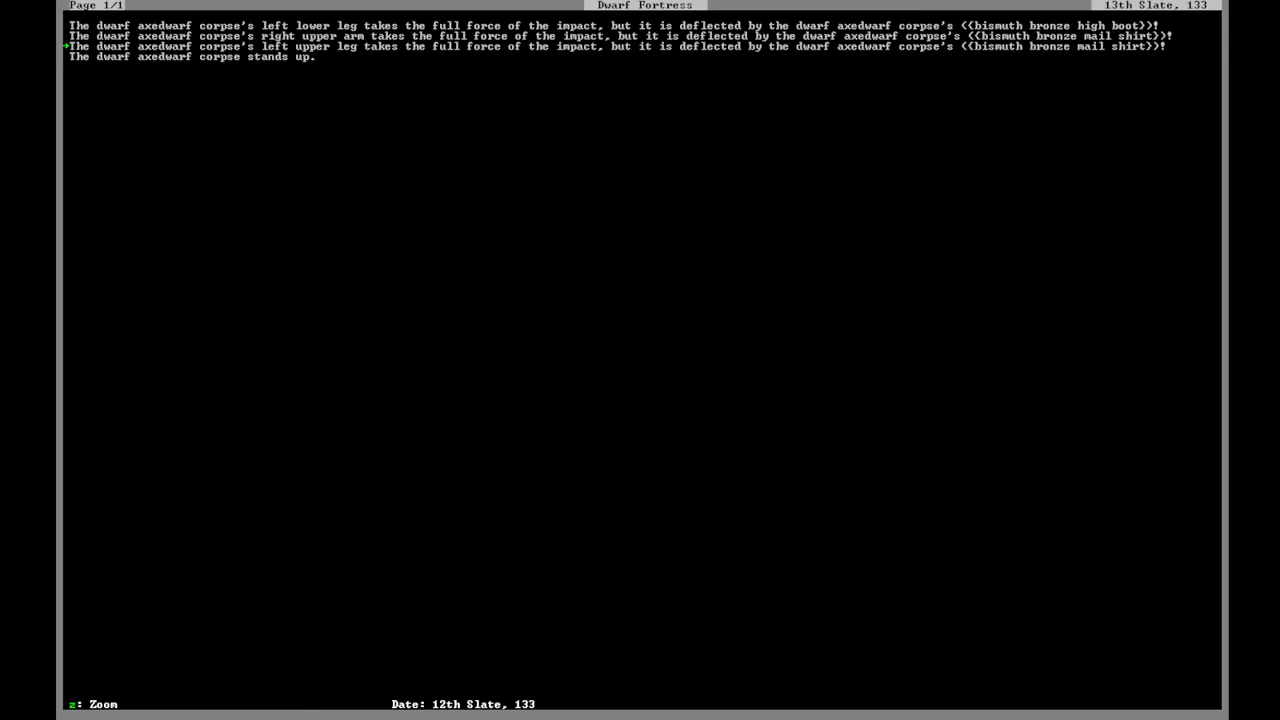 Page 1/1 Dwarf Fortress 13th Slate, 133
The dwarf axedwarf corpse's left lower leg takes the full force of the impact, but it is deflected by the dwarf axedwarf corpse's <<bismuth bronze high boot>>!
The dwarf axedwarf corpse's right upper arm takes the full force of the impact, but it is deflected by the dwarf axedwarf corpse's <<bismuth bronze mail shirt>>!
The dwarf axedwarf corpse's left upper leg takes the full force of the impact, but it is deflected by the dwarf axedwarf corpse's <<bismuth bronze mail shirt>>!
The dwarf axedwarf corpse stands up.
z: Zoom Date: 12th Slate, 133